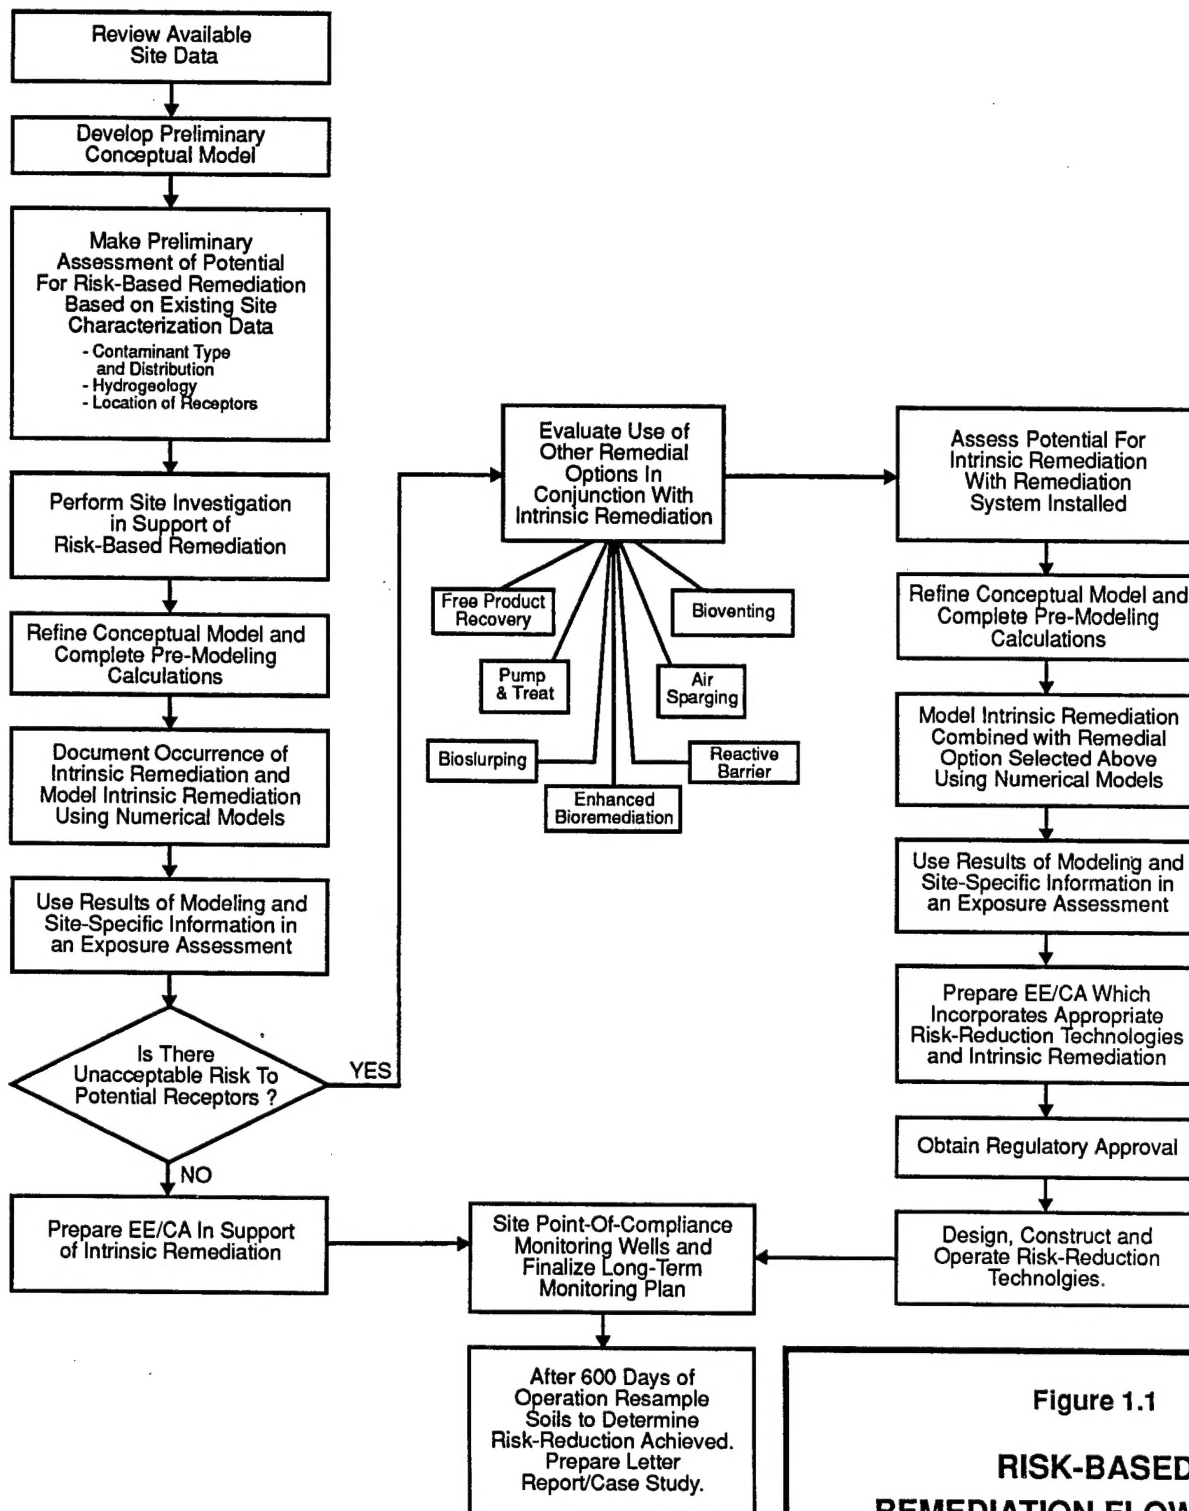 Review Available
Site Data
Develop Preliminary
Conceptual Model
Make Preliminary
Assessment of Potential
For Risk-Based Remediation
Based on Existing Site
Characterization Data
- Contaminant Type
and Distribution
- Hydrogeology
- Location of Receptors
Perform Site Investigation
in Support of
Risk-Based Remediation
Refine Conceptual Model and
Complete Pre-Modeling
Calculations
Document Occurrence of
Intrinsic Remediation and
Model Intrinsic Remediation
Using Numerical Models
Use Results of Modeling and
Site-Specific Information in
an Exposure Assessment
Is There
Unacceptable Risk To
Potential Receptors ?
YES
NO
Prepare EE/CA In Support
of Intrinsic Remediation
Evaluate Use of
Other Remedial
Options In
Conjunction With
Intrinsic Remediation
Free Product
Recovery
Bioventing
Pump
& Treat
Air
Sparging
Bioslurping
Reactive
Barrier
Enhanced
Bioremediation
Assess Potential For
Intrinsic Remediation
With Remediation
System Installed
Refine Conceptual Model and
Complete Pre-Modeling
Calculations
Model Intrinsic Remediation
Combined with Remedial
Option Selected Above
Using Numerical Models
Use Results of Modeling and
Site-Specific Information in
an Exposure Assessment
Prepare EE/CA Which
Incorporates Appropriate
Risk-Reduction Technologies
and Intrinsic Remediation
Obtain Regulatory Approval
Design, Construct and
Operate Risk-Reduction
Technolgies.
Site Point-Of-Compliance
Monitoring Wells and
Finalize Long-Term
Monitoring Plan
After 600 Days of
Operation Resample
Soils to Determine
Risk-Reduction Achieved.
Prepare Letter
Report/Case Study.
Figure 1.1
RISK-BASED
REMEDIATION FLOW